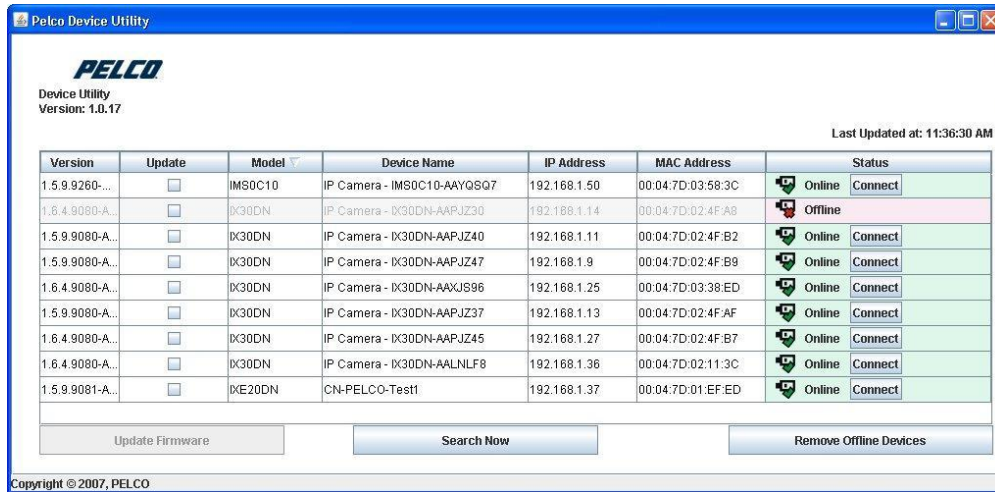 Pelco Device Utility
PELCO
Device Utility
Version: 1.0.17
Last Updated at: 11:36:30 AM
Version Update Model Device Name IP Address MAC Address Status
1.5.9.9260-... IMS0C10 IP Camera - IMS0C10-AAYQSQ7 192.168.1.50 00:04:7D:03:58:3C Online Connect
1.6.4.9080-A... IX30DN IP Camera - IX30DN-AAPJZ30 192.168.1.14 00:04:7D:02:4F:A8 Offline
1.5.9.9080-A... IX30DN IP Camera - IX30DN-AAPJZ40 192.168.1.11 00:04:7D:02:4F:B2 Online Connect
1.5.9.9080-A... IX30DN IP Camera - IX30DN-AAPJZ47 192.168.1.9 00:04:7D:02:4F:B9 Online Connect
1.6.4.9080-A... IX30DN IP Camera - IX30DN-AAXJS96 192.168.1.25 00:04:7D:03:38:ED Online Connect
1.5.9.9080-A... IX30DN IP Camera - IX30DN-AAPJZ37 192.168.1.13 00:04:7D:02:4F:AF Online Connect
1.6.4.9080-A... IX30DN IP Camera - IX30DN-AAPJZ45 192.168.1.27 00:04:7D:02:4F:B7 Online Connect
1.6.4.9080-A... IX30DN IP Camera - IX30DN-AALNLF8 192.168.1.36 00:04:7D:02:11:3C Online Connect
1.5.9.9081-A... IXE20DN CN-PELCO-Test1 192.168.1.37 00:04:7D:01:EF:ED Online Connect
Update Firmware Search Now Remove Offline Devices
Copyright © 2007, PELCO